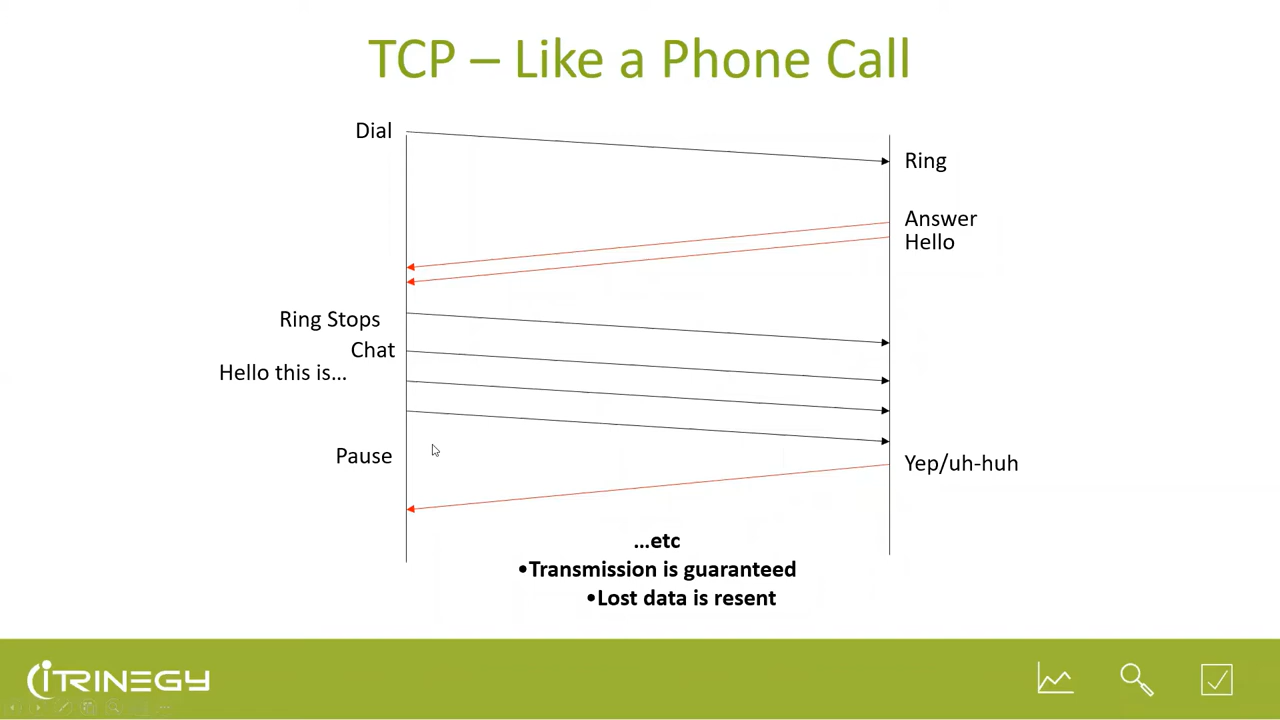 TCP – Like a Phone Call
Dial
Ring
Answer
Hello
Ring Stops
Chat
Hello this is...
Pause
Yep/uh-huh
...etc
•Transmission is guaranteed
•Lost data is resent
iTRINEGY